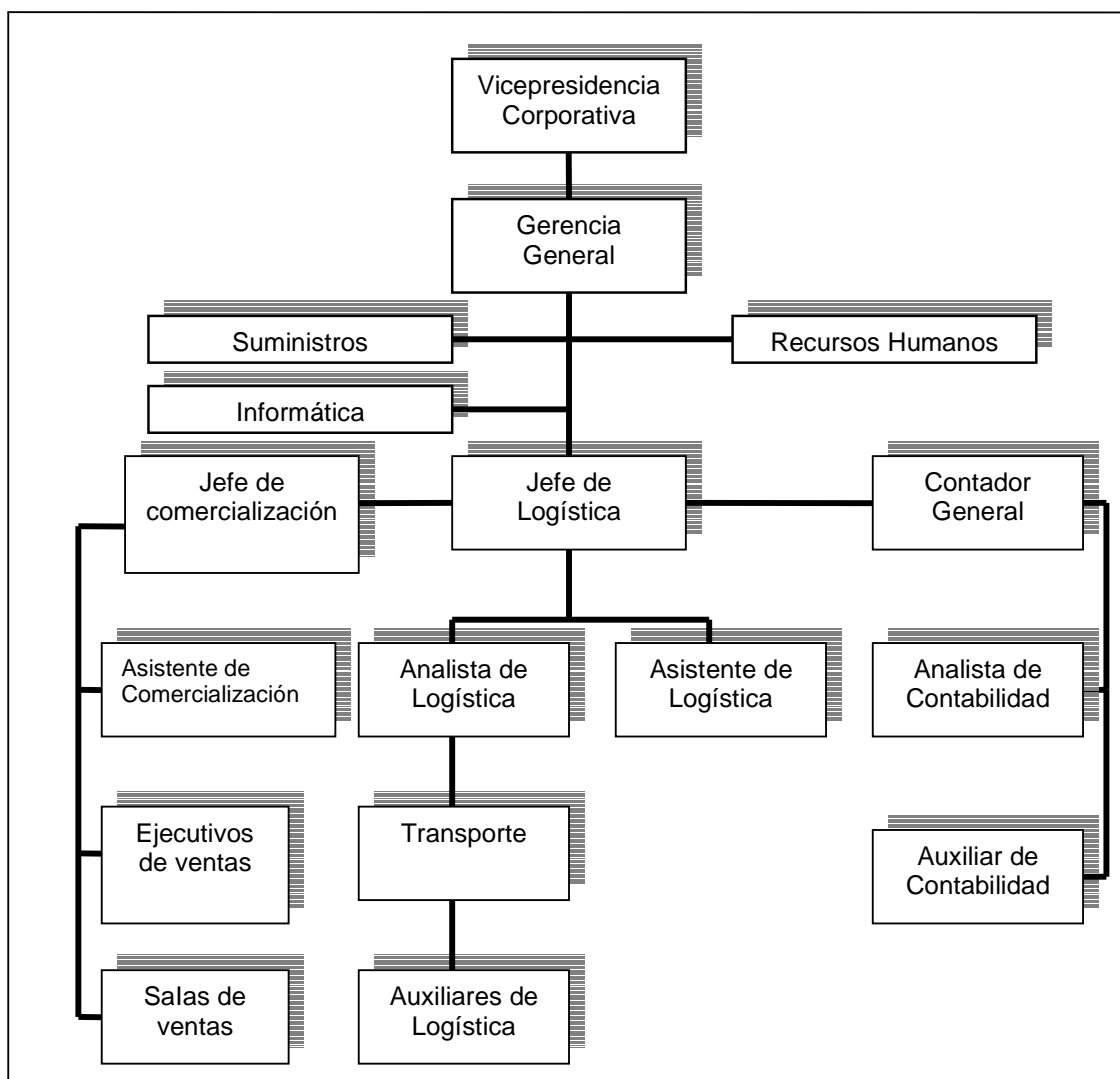 Vicepresidencia
Corporativa
Gerencia
General
Suministros
Recursos Humanos
Informática
Jefe de
comercialización
Jefe de
Logística
Contador
General
Asistente de
Comercialización
Analista de
Logística
Asistente de
Logística
Analista de
Contabilidad
Ejecutivos
de ventas
Transporte
Auxiliar de
Contabilidad
Salas de
ventas
Auxiliares de
Logística